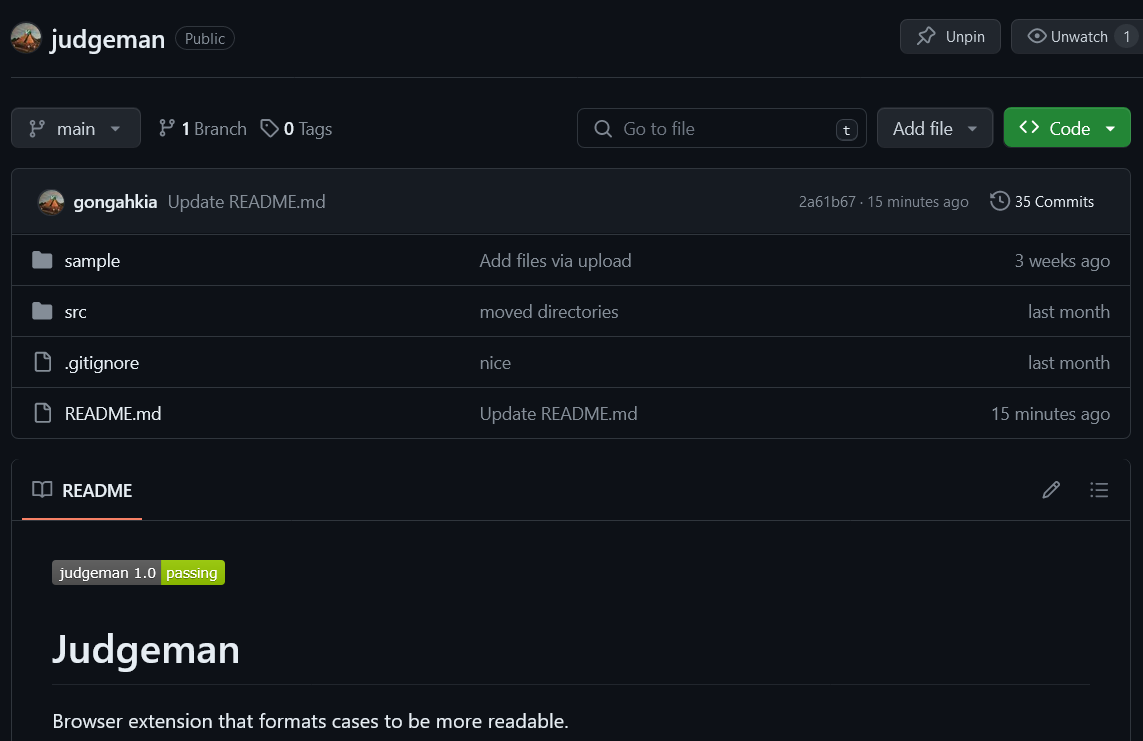 judgeman Public Unpin Unwatch 1
main 1 Branch 0 Tags Go to file t Add file Code
gongahkia Update README.md 2a61b67 · 15 minutes ago 35 Commits
sample Add files via upload 3 weeks ago
src moved directories last month
.gitignore nice last month
README.md Update README.md 15 minutes ago
README
judgeman 1.0 passing
Judgeman
Browser extension that formats cases to be more readable.